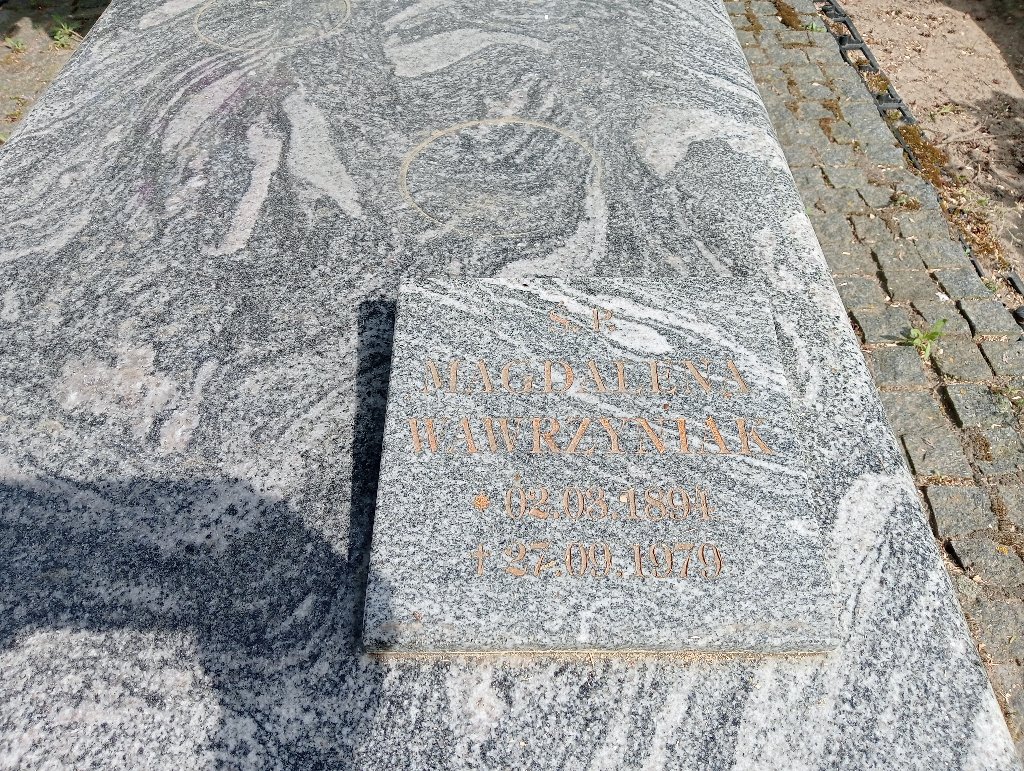 Ś.P.
MAGDALENA
WAWRZYNIAK
* 02.03.1894
† 27.09.1979